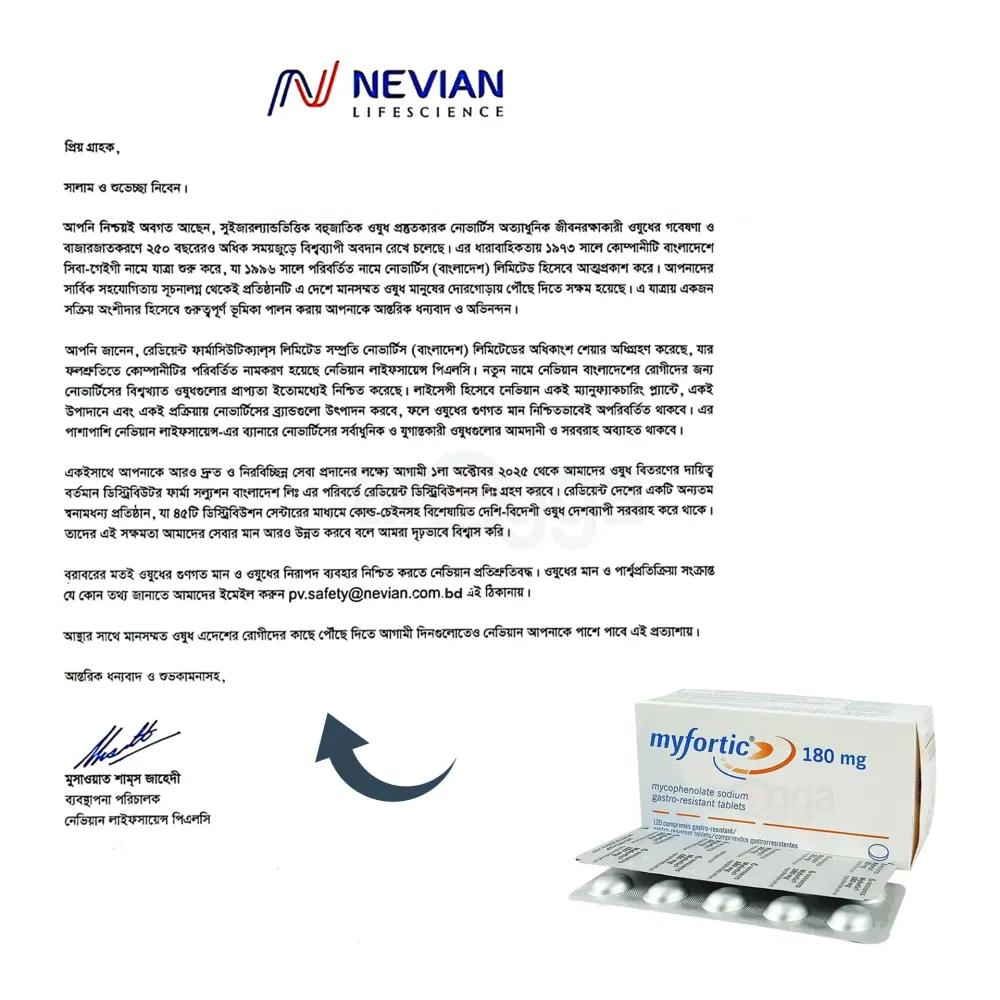 NEVIAN
LIFESCIENCE
প্রিয় গ্রাহক,
সালাম ও শুভেচ্ছা নিবেন।
আপনি নিশ্চয়ই অবগত আছেন, সুইজারল্যান্ডভিত্তিক বহুজাতিক ওষুধ প্রস্তুতকারক নোভার্টিস অত্যাধুনিক জীবনরক্ষাকারী ওষুধের গবেষণা ও
বাজারজাতকরণে ২৫০ বছরেরও অধিক সময়জুড়ে বিশ্বব্যাপী অবদান রেখে চলেছে। এর ধারাবাহিকতায় ১৯৭৩ সালে কোম্পানীটি বাংলাদেশে
সিবা-গেইগী নামে যাত্রা শুরু করে, যা ১৯৯৬ সালে পরিবর্তিত নামে নোভার্টিস (বাংলাদেশ) লিমিটেড হিসেবে আত্মপ্রকাশ করে। আপনাদের
সার্বিক সহযোগিতায় সূচনালগ্ন থেকেই প্রতিষ্ঠানটি এ দেশে মানসম্মত ওষুধ মানুষের দোরগোড়ায় পৌঁছে দিতে সক্ষম হয়েছে। এ যাত্রায় একজন
সক্রিয় অংশীদার হিসেবে গুরুত্বপূর্ণ ভূমিকা পালন করায় আপনাকে আন্তরিক ধন্যবাদ ও অভিনন্দন।
আপনি জানেন, রেডিয়েন্ট ফার্মাসিউটিক্যাল্‌স লিমিটেড সম্প্রতি নোভার্টিস (বাংলাদেশ) লিমিটেডের অধিকাংশ শেয়ার অধিগ্রহণ করেছে, যার
ফলশ্রুতিতে কোম্পানীটির পরিবর্তিত নামকরণ হয়েছে নেভিয়ান লাইফসায়েন্স পিএলসি। নতুন নামে নেভিয়ান বাংলাদেশের রোগীদের জন্য
নোভার্টিসের বিশ্বখ্যাত ওষুধগুলোর প্রাপ্যতা ইতোমধ্যেই নিশ্চিত করেছে। লাইসেন্সী হিসেবে নেভিয়ান একই ম্যানুফ্যাকচারিং প্ল্যান্টে, একই
উপাদানে এবং একই প্রক্রিয়ায় নোভার্টিসের ব্র্যান্ডগুলো উৎপাদন করবে, ফলে ওষুধের গুণগত মান নিশ্চিতভাবেই অপরিবর্তিত থাকবে। এর
পাশাপাশি নেভিয়ান লাইফসায়েন্স-এর ব্যানারে নোভার্টিসের সর্বাধুনিক ও যুগান্তকারী ওষুধগুলোর আমদানী ও সরবরাহ অব্যাহত থাকবে।
একইসাথে আপনাকে আরও দ্রুত ও নিরবিচ্ছিন্ন সেবা প্রদানের লক্ষ্যে আগামী ১লা অক্টোবর ২০২৫ থেকে আমাদের ওষুধ বিতরণের দায়িত্ব
বর্তমান ডিস্ট্রিবিউটর ফার্মা সল্যুশন বাংলাদেশ লিঃ এর পরিবর্তে রেডিয়েন্ট ডিস্ট্রিবিউশনস লিঃ গ্রহণ করবে। রেডিয়েন্ট দেশের একটি অন্যতম
স্বনামধন্য প্রতিষ্ঠান, যা ৪৫টি ডিস্ট্রিবিউশন সেন্টারের মাধ্যমে কোল্ড-চেইনসহ বিশেষায়িত দেশি-বিদেশী ওষুধ দেশব্যাপী সরবরাহ করে থাকে।
তাদের এই সক্ষমতা আমাদের সেবার মান আরও উন্নত করবে বলে আমরা দৃঢ়ভাবে বিশ্বাস করি।
বরাবরের মতই ওষুধের গুণগত মান ও ওষুধের নিরাপদ ব্যবহার নিশ্চিত করতে নেভিয়ান প্রতিশ্রুতিবদ্ধ। ওষুধের মান ও পার্শ্বপ্রতিক্রিয়া সংক্রান্ত
যে কোন তথ্য জানাতে আমাদের ইমেইল করুন pv.safety@nevian.com.bd এই ঠিকানায়।
আস্থার সাথে মানসম্মত ওষুধ এদেশের রোগীদের কাছে পৌঁছে দিতে আগামী দিনগুলোতেও নেভিয়ান আপনাকে পাশে পাবে এই প্রত্যাশায়।
আন্তরিক ধন্যবাদ ও শুভকামনাসহ,
মুসাওয়াত শাম্‌স জাহেদী
ব্যবস্থাপনা পরিচালক
নেভিয়ান লাইফসায়েন্স পিএলসি
myfortic® 180 mg
mycophenolate sodium
gastro-resistant tablets
120 comprimés gastro-résistant/
gastro-resistant tablets/comprimidos gastrorresistentes